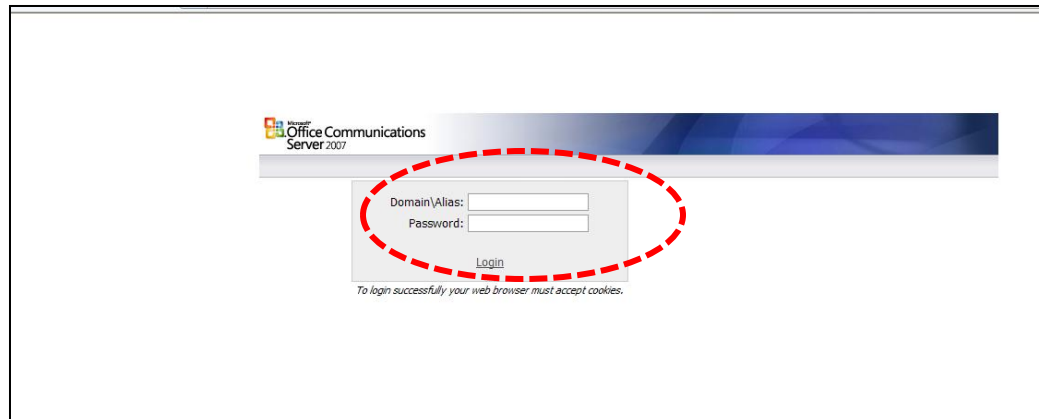 Microsoft
Office Communications
Server 2007
Domain\Alias:
Password:
Login
To login successfully your web browser must accept cookies.